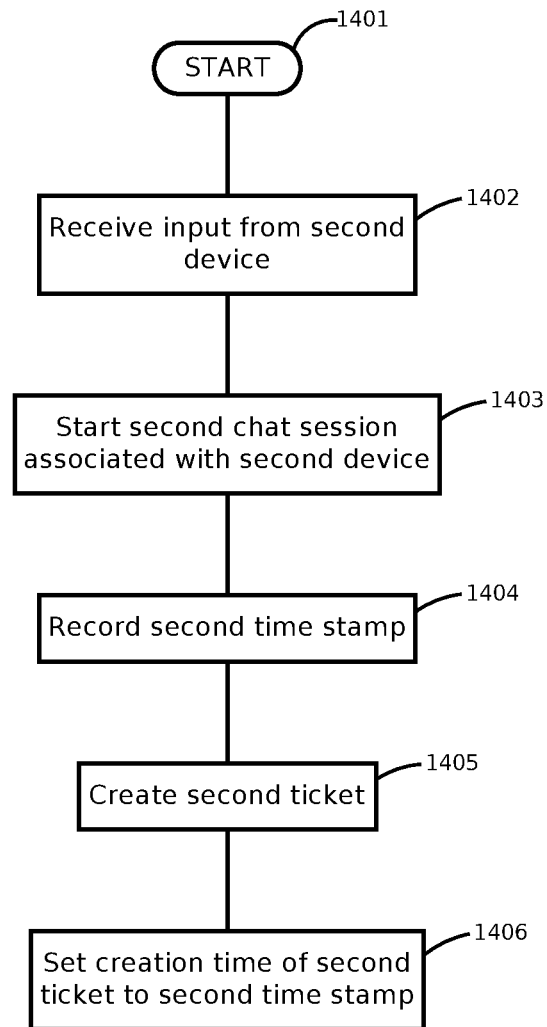 1401
START
1402
Receive input from second
device
1403
Start second chat session
associated with second device
1404
Record second time stamp
1405
Create second ticket
1406
Set creation time of second
ticket to second time stamp